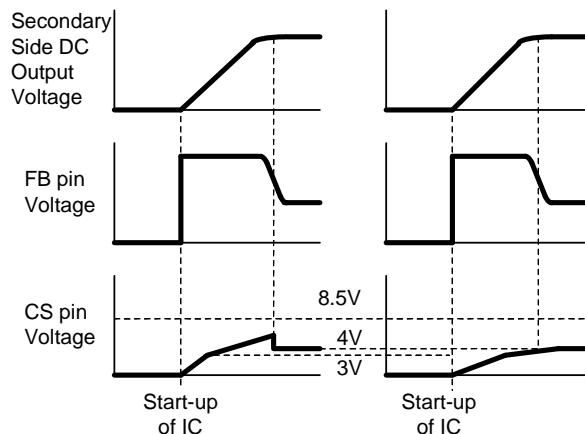 Secondary
Side DC
Output
Voltage
FB pin
Voltage
CS pin
Voltage
8.5V
4V
3V
Start-up
of IC
Start-up
of IC